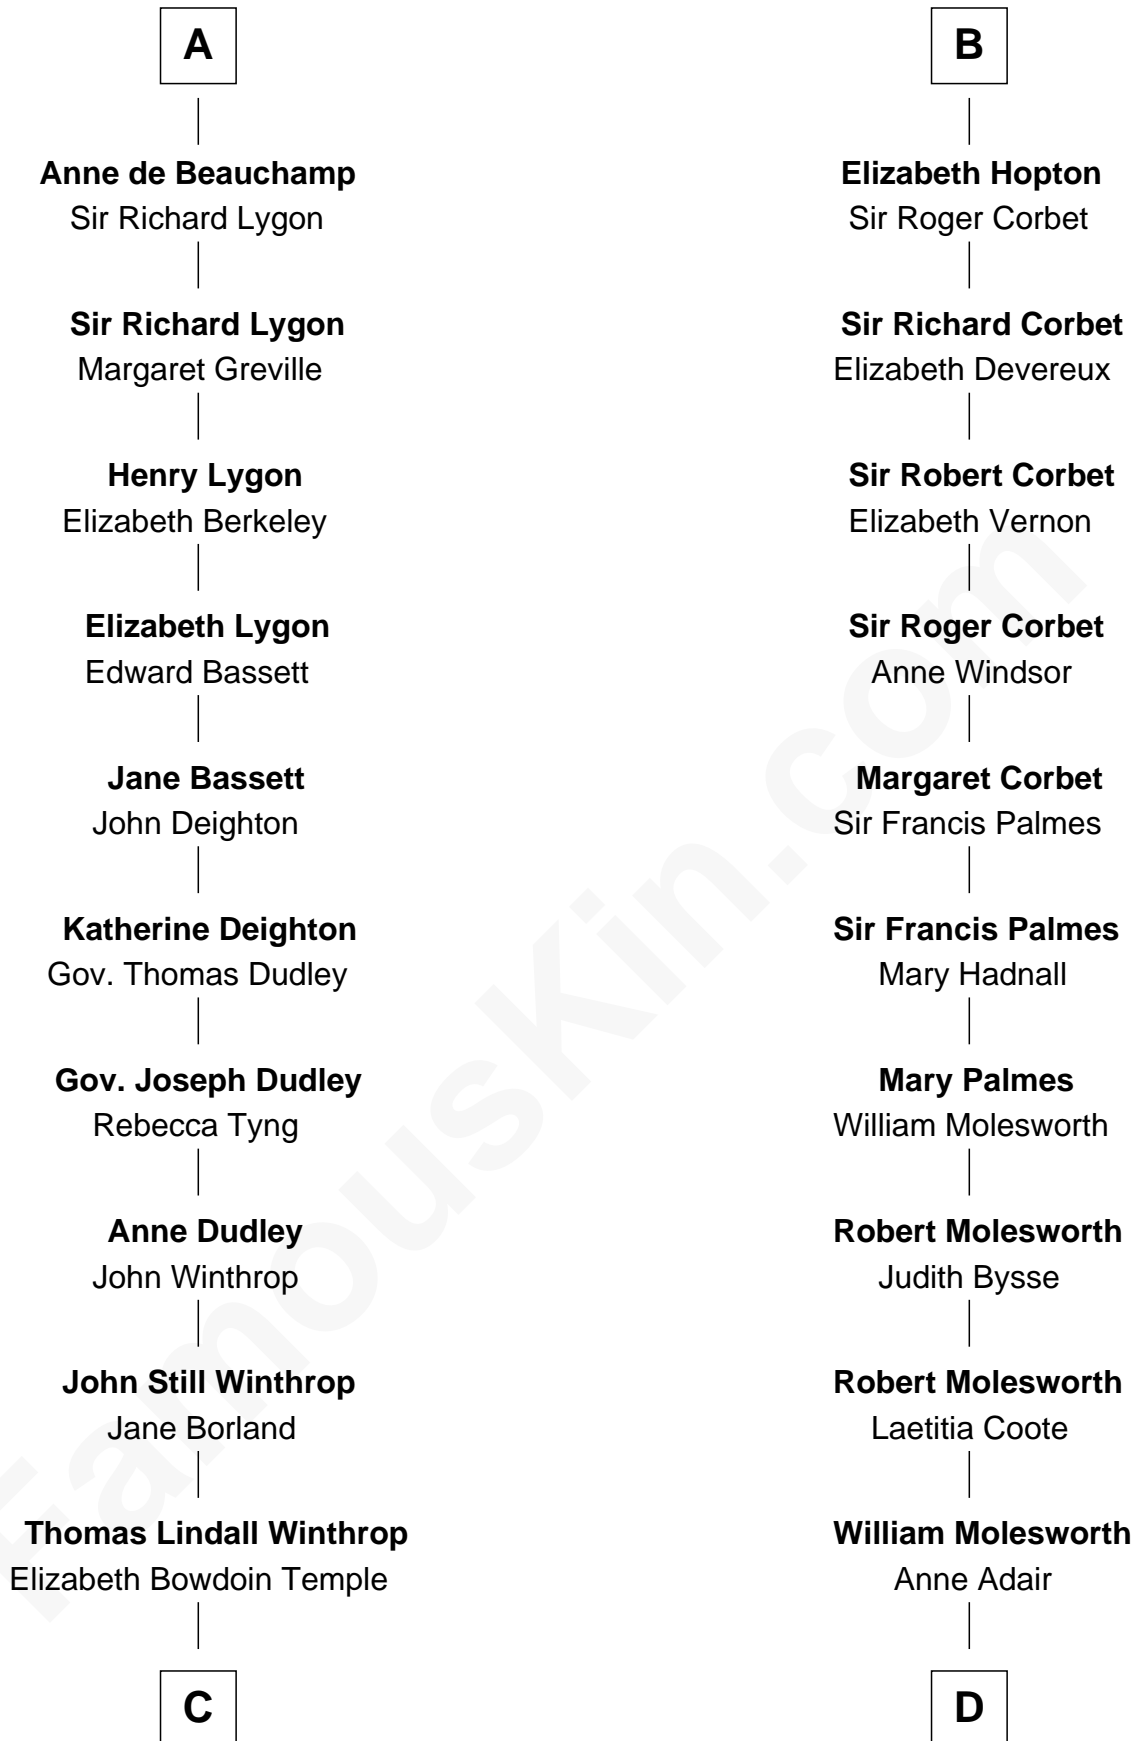 A
Anne de Beauchamp
Sir Richard Lygon
Sir Richard Lygon
Margaret Greville
Henry Lygon
Elizabeth Berkeley
Elizabeth Lygon
Edward Bassett
Jane Bassett
John Deighton
Katherine Deighton
Gov. Thomas Dudley
Gov. Joseph Dudley
Rebecca Tyng
Anne Dudley
John Winthrop
John Still Winthrop
Jane Borland
Thomas Lindall Winthrop
Elizabeth Bowdoin Temple
C
B
Elizabeth Hopton
Sir Roger Corbet
Sir Richard Corbet
Elizabeth Devereux
Sir Robert Corbet
Elizabeth Vernon
Sir Roger Corbet
Anne Windsor
Margaret Corbet
Sir Francis Palmes
Sir Francis Palmes
Mary Hadnall
Mary Palmes
William Molesworth
Robert Molesworth
Judith Bysse
Robert Molesworth
Laetitia Coote
William Molesworth
Anne Adair
D
FamousKin.com